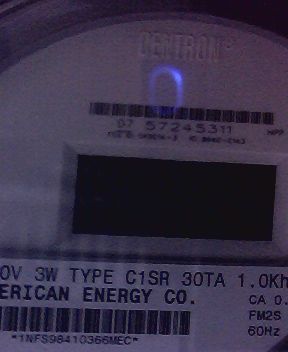 CENTRON
57245311
0V 3W TYPE C1SR 30TA 1.0Kh
ERICAN ENERGY CO.
CA 0.
FM2S
60Hz
*1NFS98410366MEC*